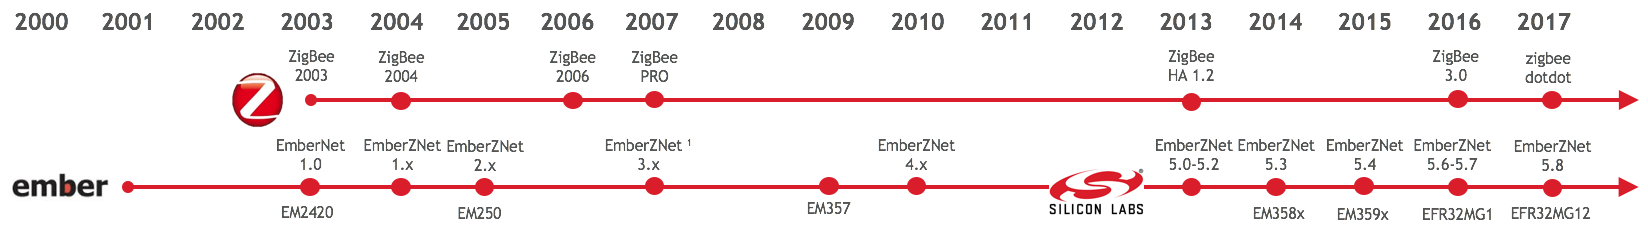 2000 2001 2002 2003 2004 2005 2006 2007 2008 2009 2010 2011 2012 2013 2014 2015 2016 2017
ZigBee
2003
ZigBee
2004
ZigBee
2006
ZigBee
PRO
ZigBee
HA 1.2
ZigBee
3.0
zigbee
dotdot
Z
ember
EmberNet
1.0
EmberZNet
1.x
EmberZNet
2.x
EmberZNet ¹
3.x
EmberZNet
4.x
EmberZNet
5.0-5.2
EmberZNet
5.3
EmberZNet
5.4
EmberZNet
5.6-5.7
EmberZNet
5.8
EM2420
EM250
EM357
SILICON LABS
EM358x
EM359x
EFR32MG1
EFR32MG12